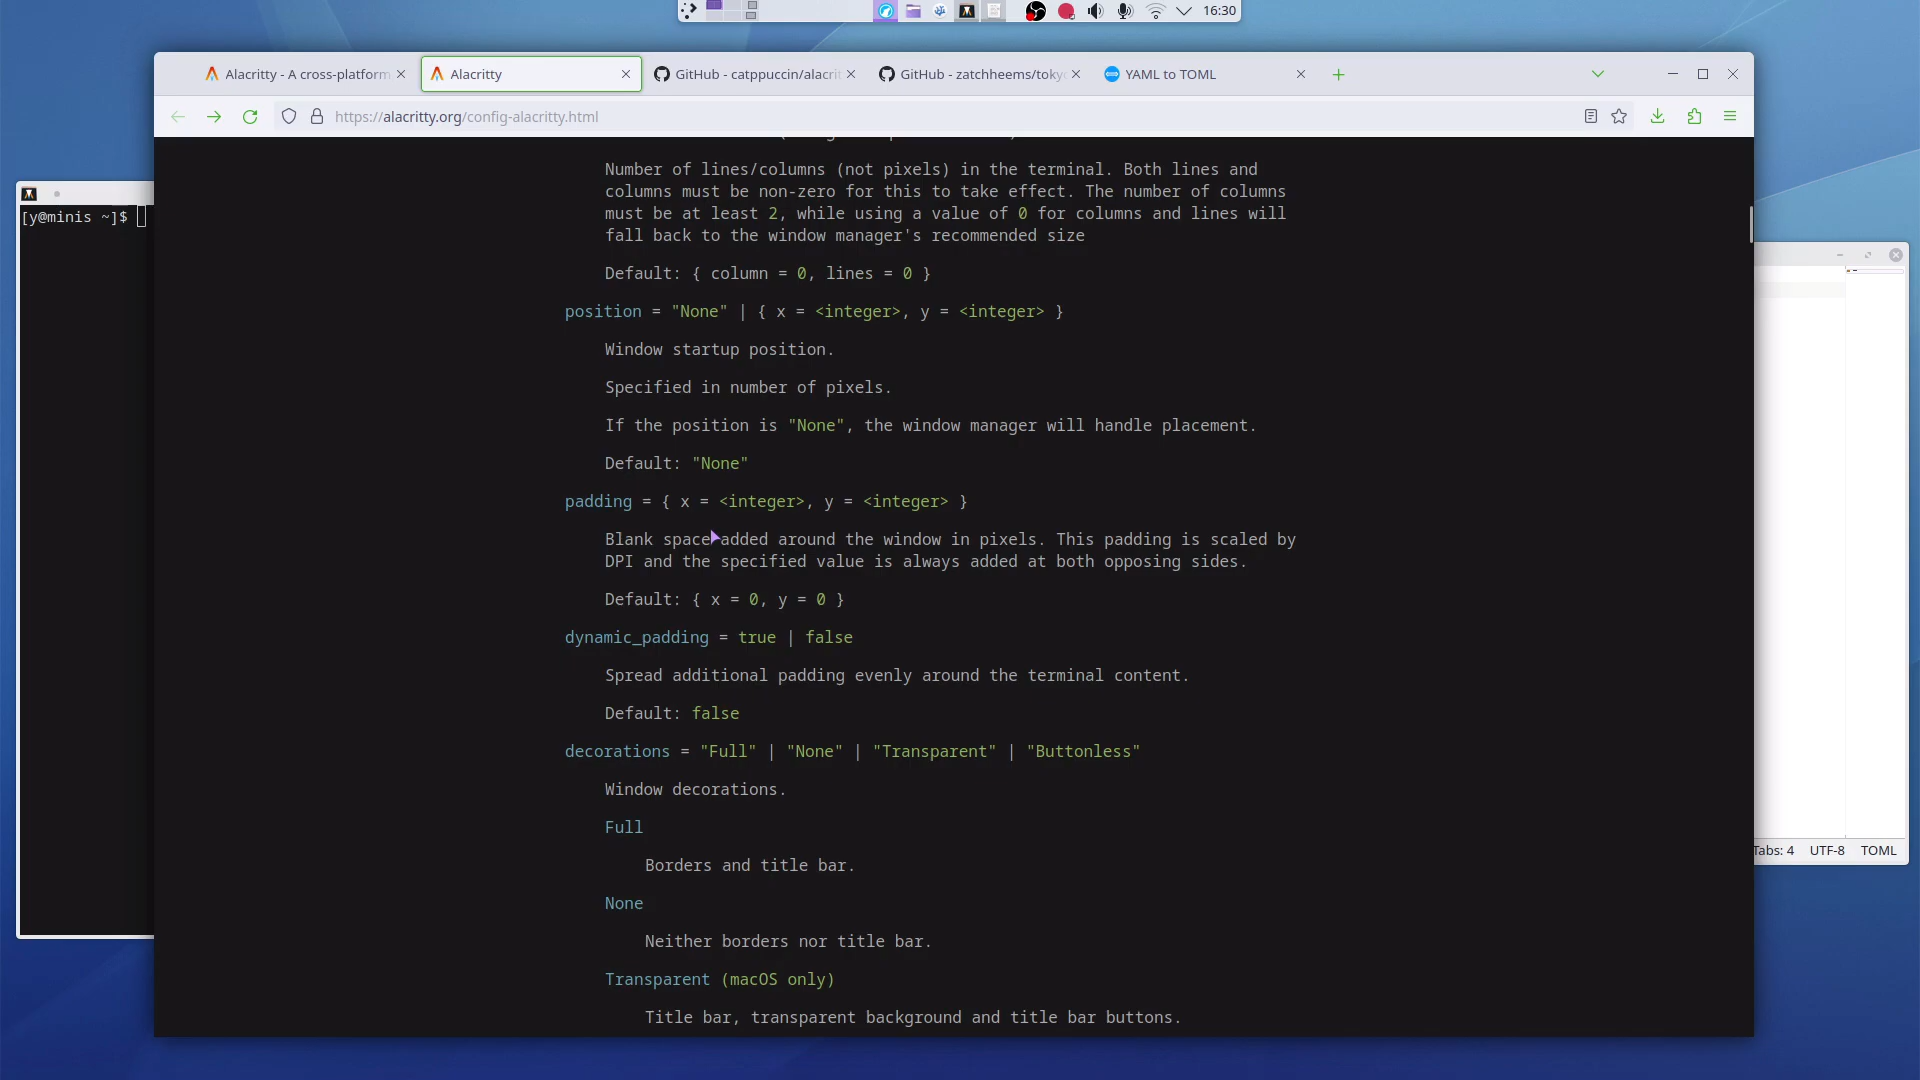 16:30
Alacritty - A cross-platform
Alacritty
GitHub - catppuccin/alacrit
GitHub - zatchheems/toky
YAML to TOML
https://alacritty.org/config-alacritty.html
[y@minis ~]$
Number of lines/columns (not pixels) in the terminal. Both lines and
columns must be non-zero for this to take effect. The number of columns
must be at least 2, while using a value of 0 for columns and lines will
fall back to the window manager's recommended size
Default: { column = 0, lines = 0 }
position = "None" | { x = <integer>, y = <integer> }
Window startup position.
Specified in number of pixels.
If the position is "None", the window manager will handle placement.
Default: "None"
padding = { x = <integer>, y = <integer> }
Blank space added around the window in pixels. This padding is scaled by
DPI and the specified value is always added at both opposing sides.
Default: { x = 0, y = 0 }
dynamic_padding = true | false
Spread additional padding evenly around the terminal content.
Default: false
decorations = "Full" | "None" | "Transparent" | "Buttonless"
Window decorations.
Full
Borders and title bar.
None
Neither borders nor title bar.
Transparent (macOS only)
Title bar, transparent background and title bar buttons.
Tabs: 4 UTF-8 TOML